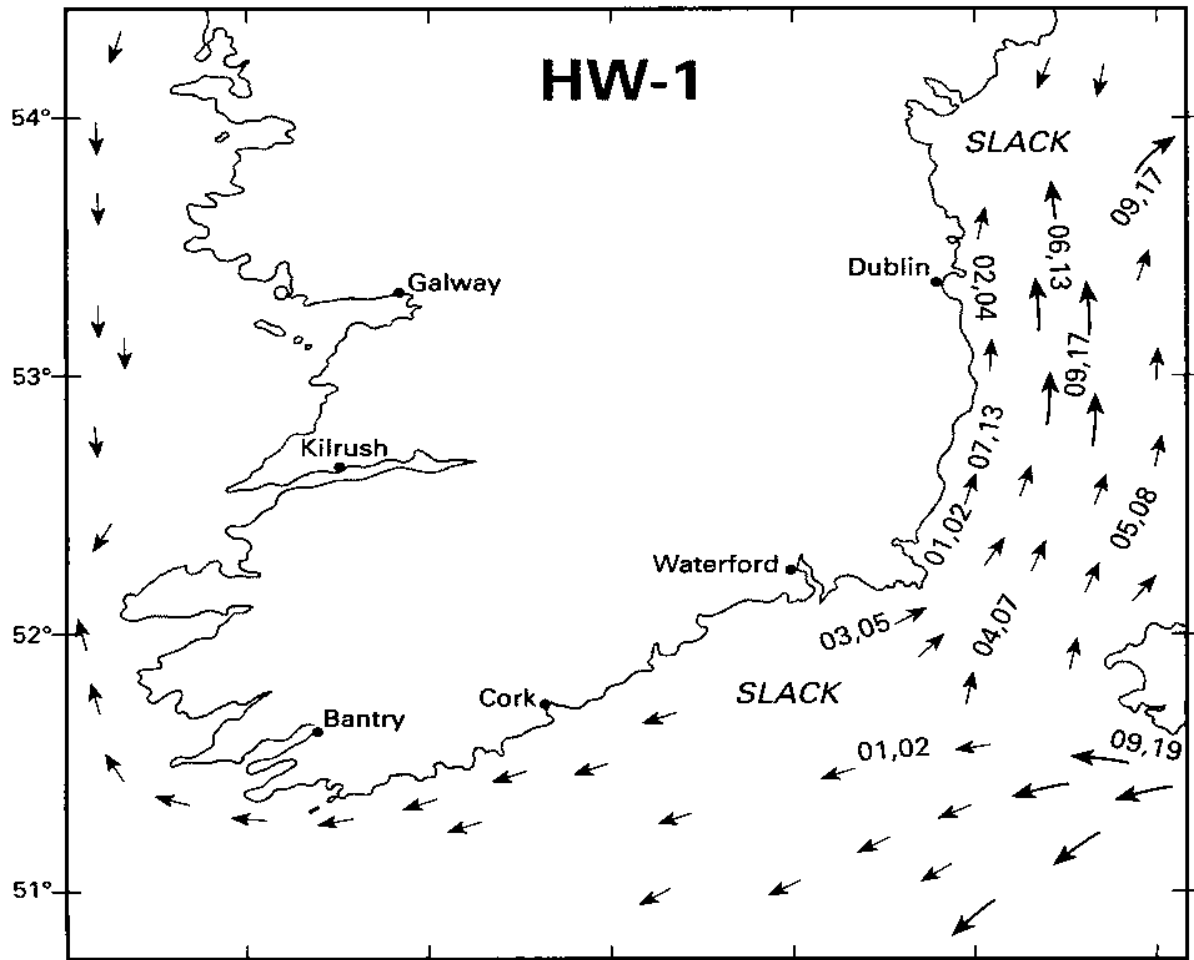 HW-1
54°
SLACK
09,17
06,13
Dublin
02,04
Galway
09,17
53°
07,13
Kilrush
05,08
01,02
Waterford
04,07
03,05
52°
SLACK
Cork
Bantry
01,02
09,19
51°